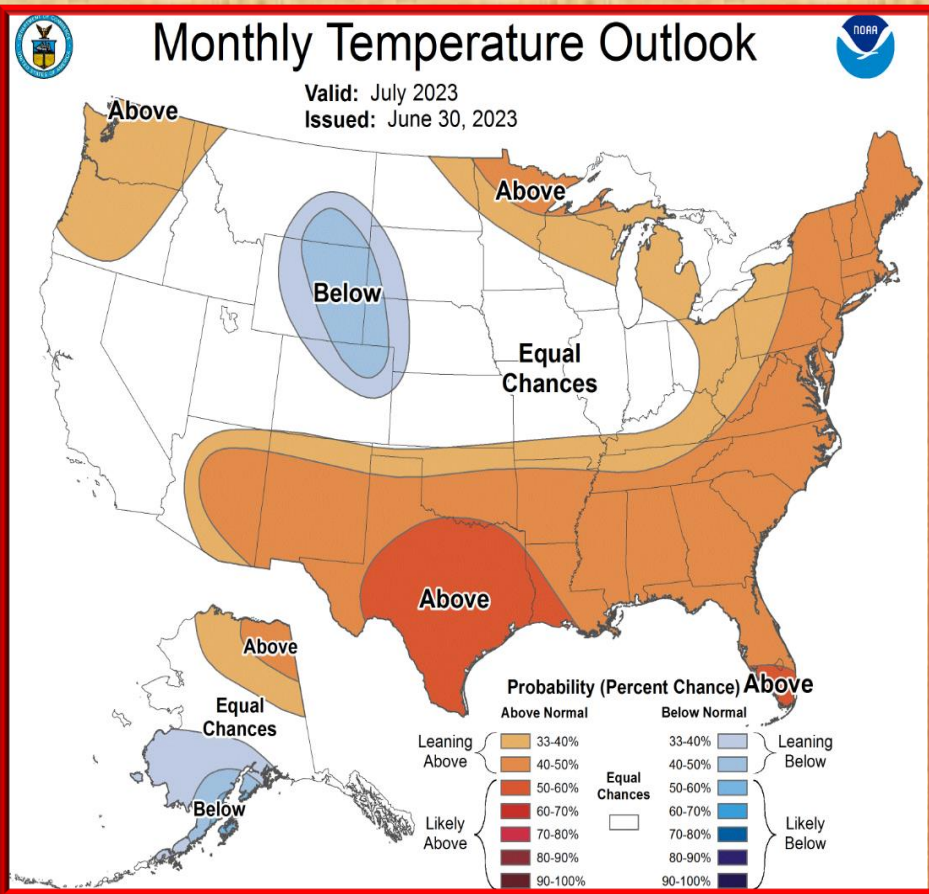 Monthly Temperature Outlook
Valid: July 2023
Issued: June 30, 2023
NOAA
Above
Above
Below
Equal
Chances
Above
Above
Equal
Chances
Below
Above
Probability (Percent Chance)
Above Normal
Below Normal
Leaning
Above
33-40%
40-50%
50-60%
60-70%
70-80%
80-90%
90-100%
Likely
Above
Equal
Chances
33-40%
40-50%
50-60%
60-70%
70-80%
80-90%
90-100%
Leaning
Below
Likely
Below